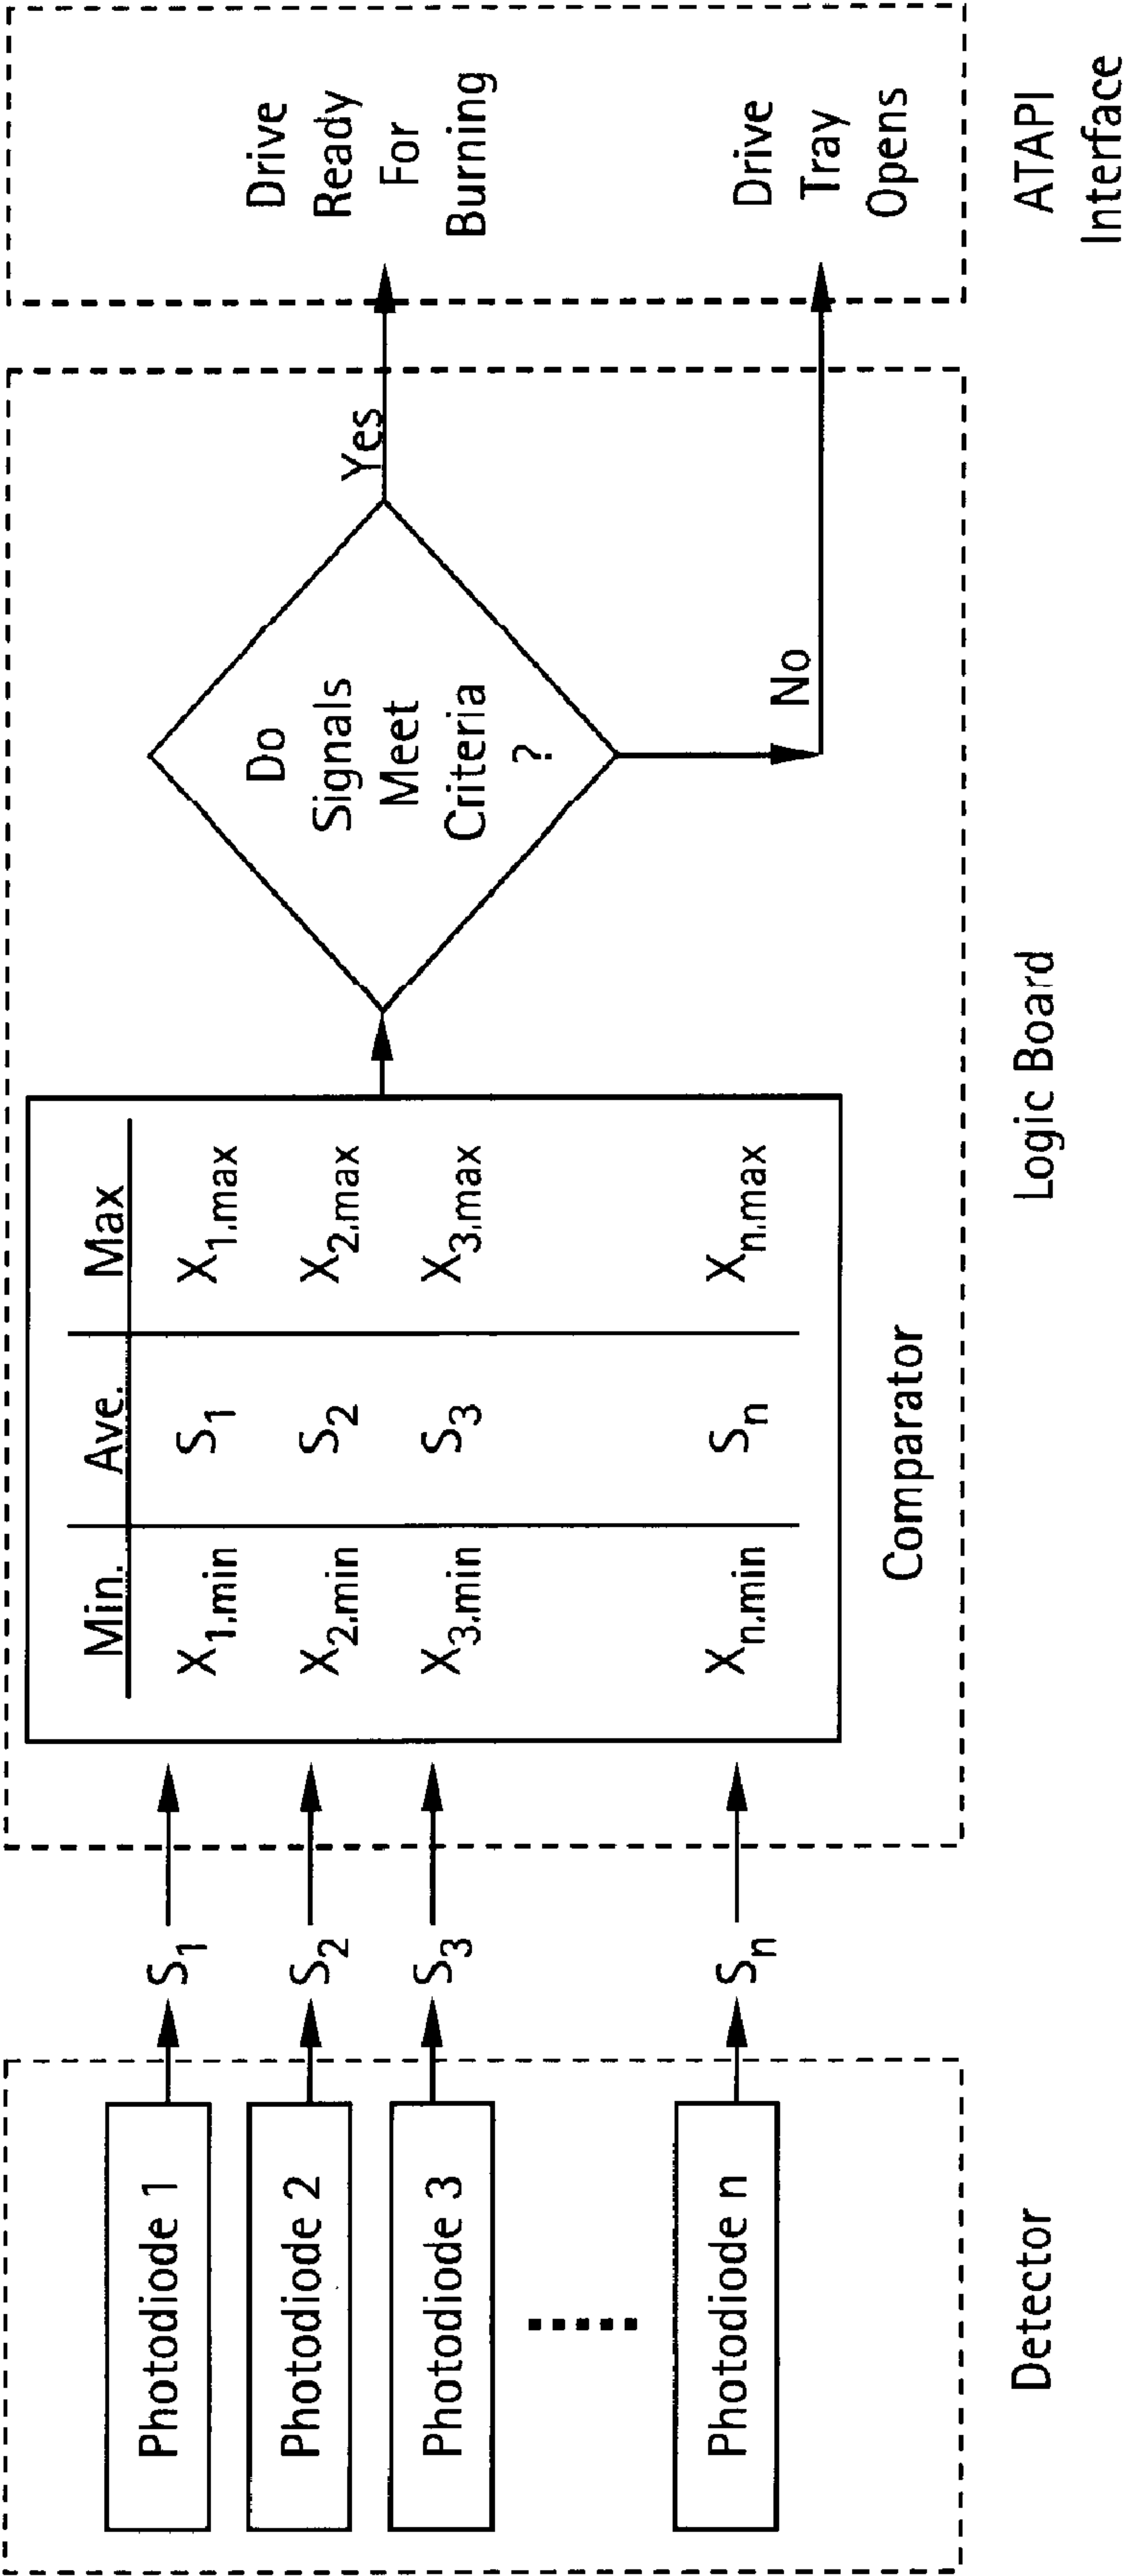 Photodiode 1
Photodiode 2
Photodiode 3
Photodiode n
Detector
S1
S2
S3
Sn
Min. Ave. Max
X1,min S1 X1,max
X2,min S2 X2,max
X3,min S3 X3,max
Xn,min Sn Xn,max
Comparator
Do
Signals
Meet
Criteria
?
Yes
No
Logic Board
Drive
Ready
For
Burning
Drive
Tray
Opens
ATAPI
Interface